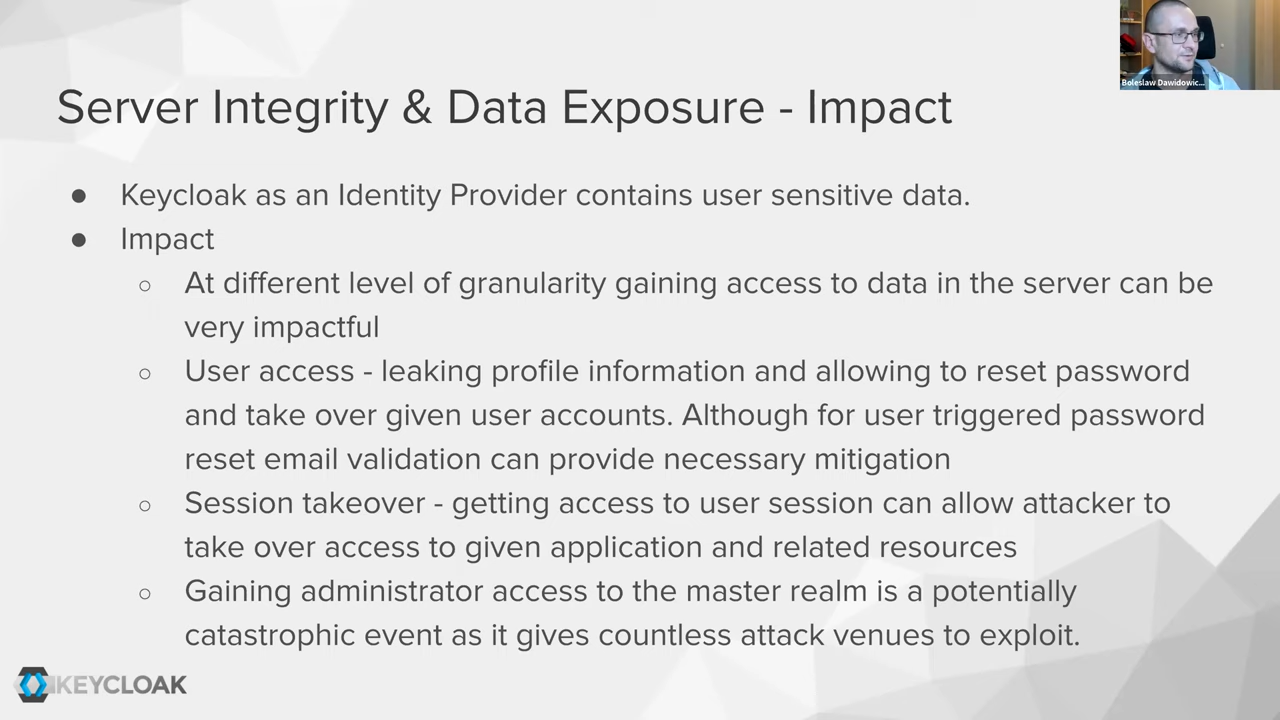 Boleslaw Dawidowic...
Server Integrity & Data Exposure - Impact
● Keycloak as an Identity Provider contains user sensitive data.
● Impact
○ At different level of granularity gaining access to data in the server can be
very impactful
○ User access - leaking profile information and allowing to reset password
and take over given user accounts. Although for user triggered password
reset email validation can provide necessary mitigation
○ Session takeover - getting access to user session can allow attacker to
take over access to given application and related resources
○ Gaining administrator access to the master realm is a potentially
catastrophic event as it gives countless attack venues to exploit.
KEYCLOAK